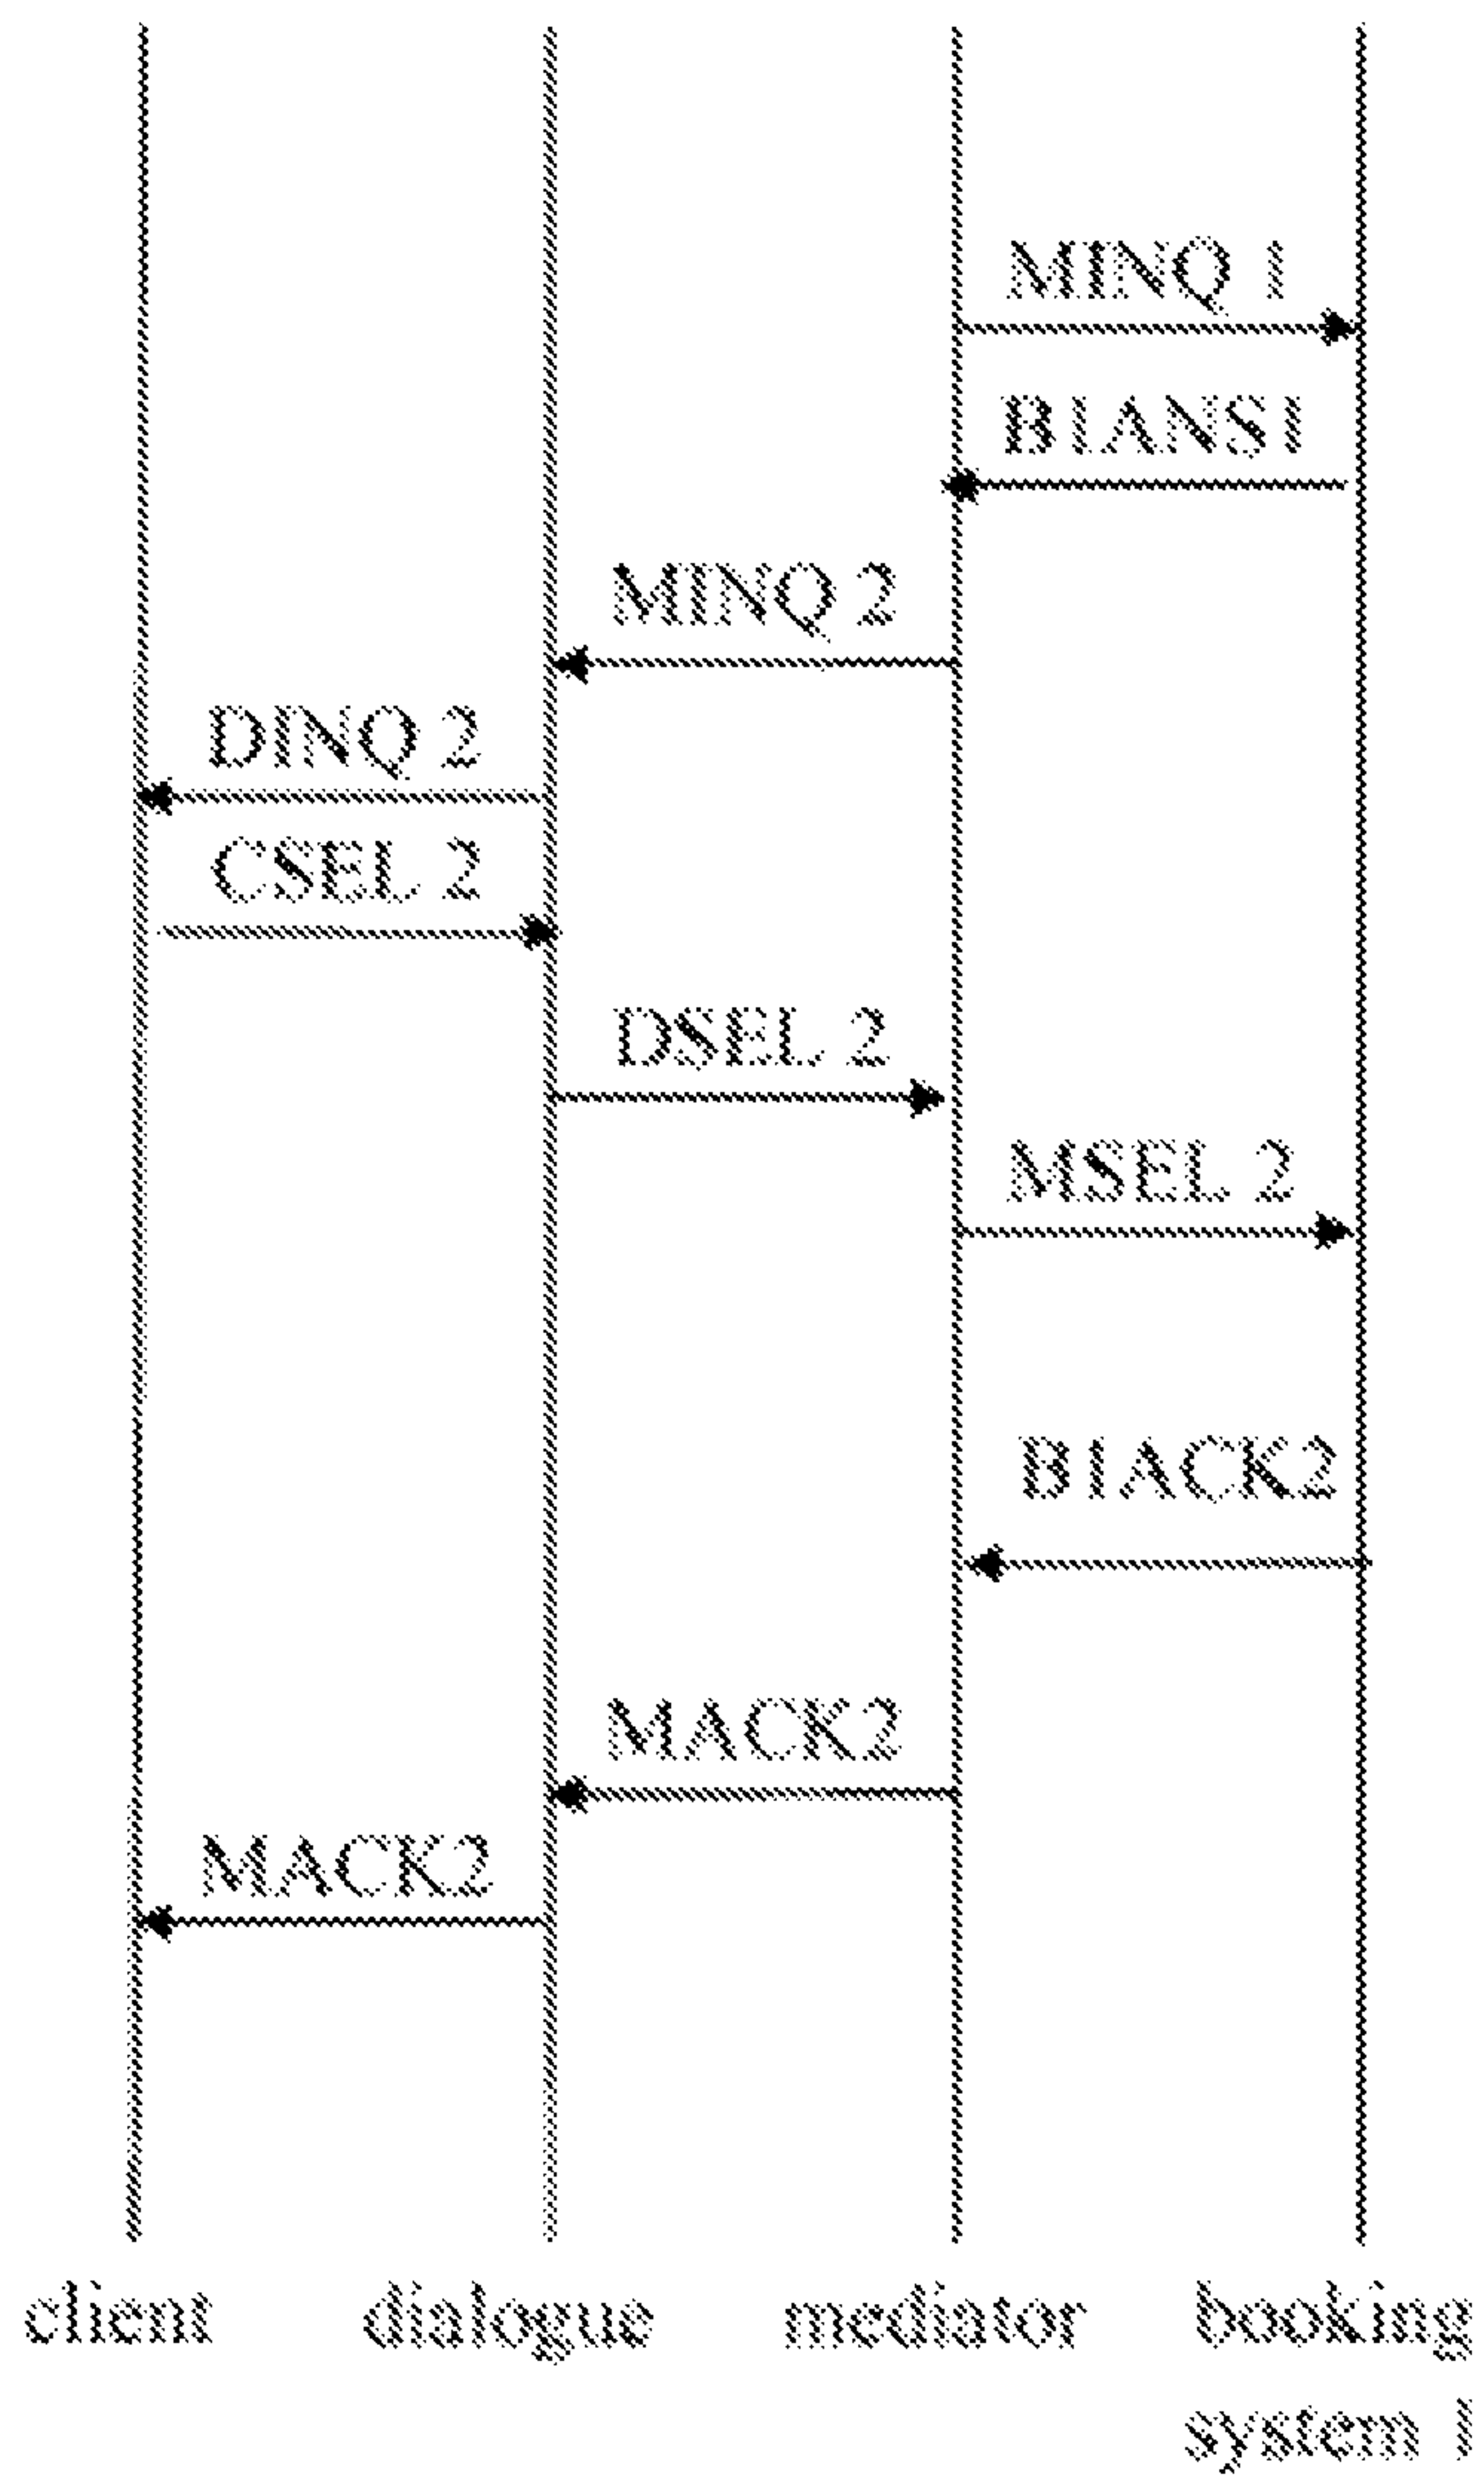 MINQ 1
B1ANS1
MINQ 2
DINQ 2
CSEL 2
DSEL 2
MSEL 2
B1ACK2
MACK2
MACK2
client dialogue mediator booking
system 1